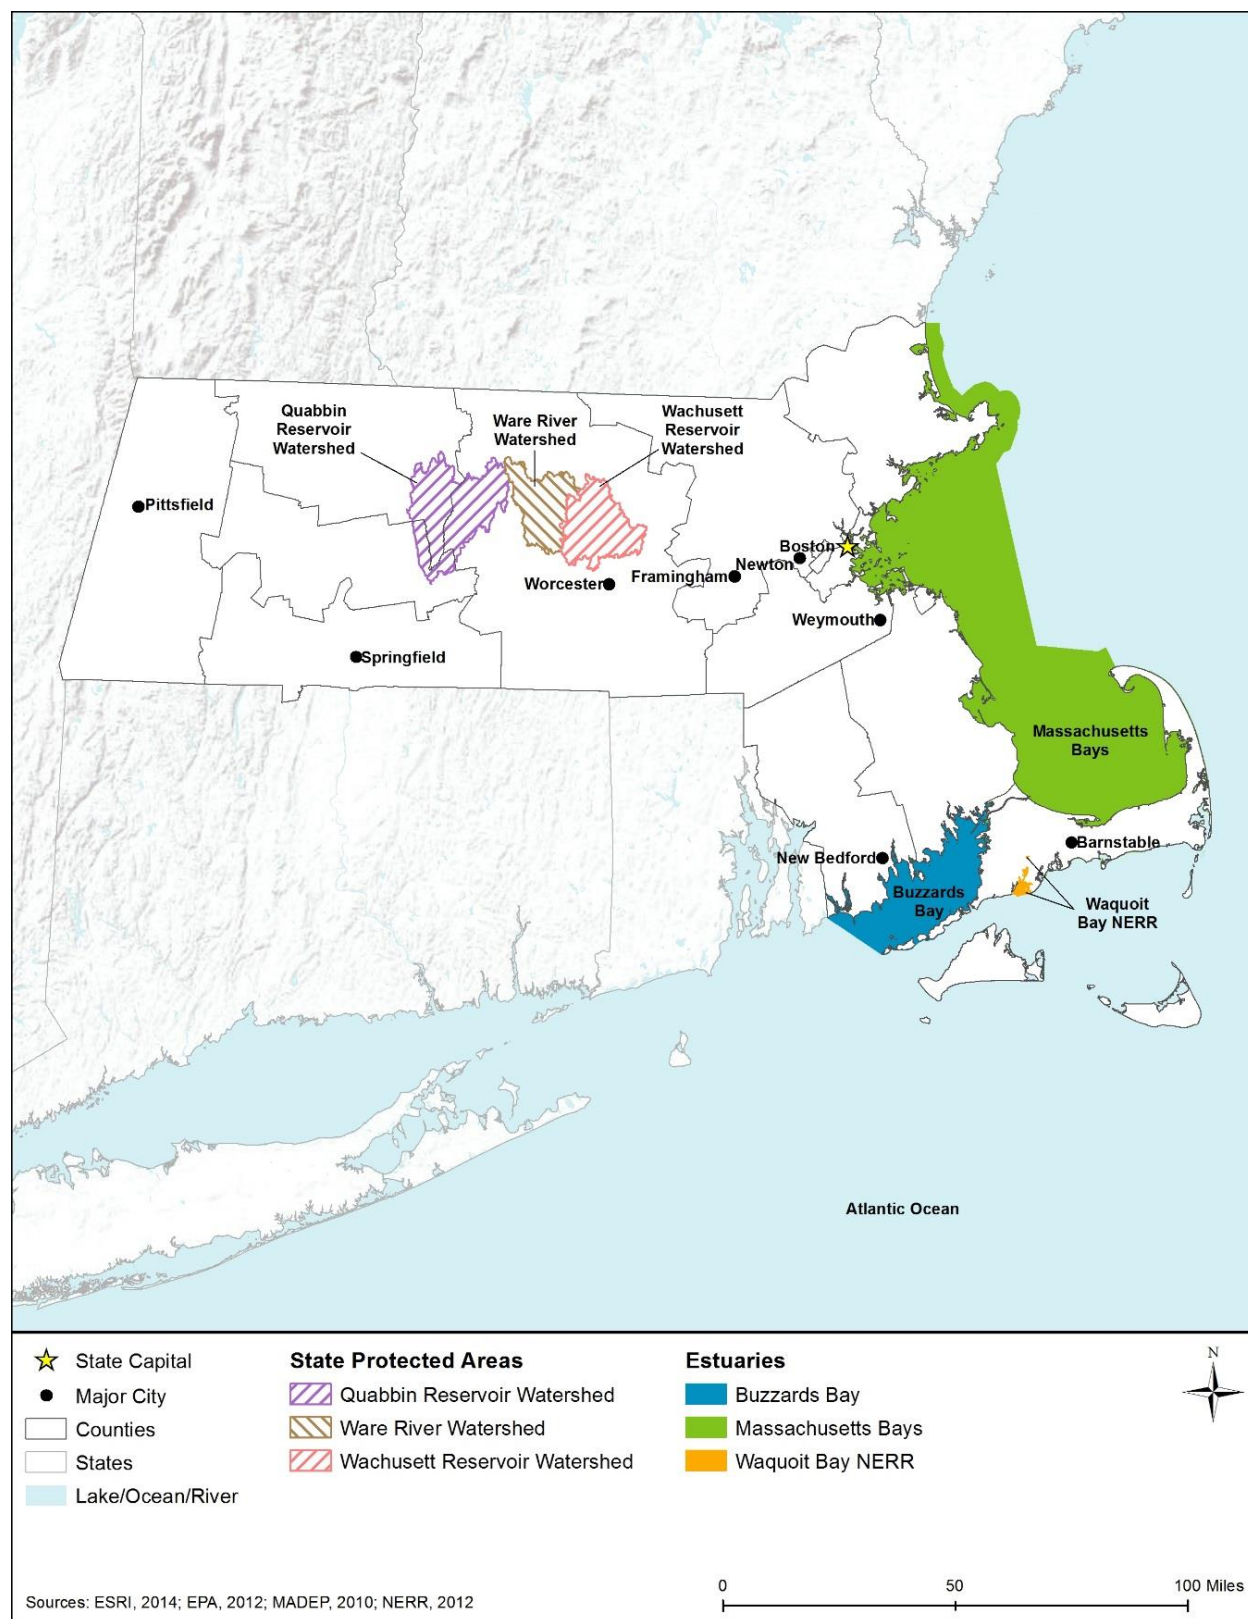 Quabbin
Reservoir
Watershed
Ware River
Watershed
Wachusett
Reservoir
Watershed
Pittsfield
Boston
Newton
Framingham
Worcester
Weymouth
Springfield
Massachusetts
Bays
New Bedford
Barnstable
Buzzards
Bay
Waquoit
Bay NERR
Atlantic Ocean
State Capital
Major City
Counties
States
Lake/Ocean/River
State Protected Areas
Quabbin Reservoir Watershed
Ware River Watershed
Wachusett Reservoir Watershed
Estuaries
Buzzards Bay
Massachusetts Bays
Waquoit Bay NERR
N
Sources: ESRI, 2014; EPA, 2012; MADEP, 2010; NERR, 2012
0 50 100 Miles